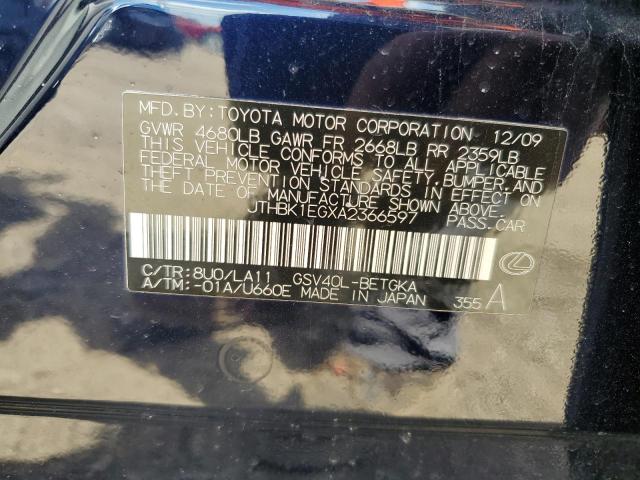 MFD. BY: TOYOTA MOTOR CORPORATION 12/09
GVWR 4680LB GAWR FR 2668LB RR 2359LB
THIS VEHICLE CONFORMS TO ALL APPLICABLE
FEDERAL MOTOR VEHICLE SAFETY, BUMPER, AND
THEFT PREVENTION STANDARDS IN EFFECT ON
THE DATE OF MANUFACTURE SHOWN ABOVE.
JTHBK1EGXA2366597 PASS.CAR
C/TR: 8U0/LA11 GSV40L-BETGKA
A/TM: -01A/U660E MADE IN JAPAN 355 A